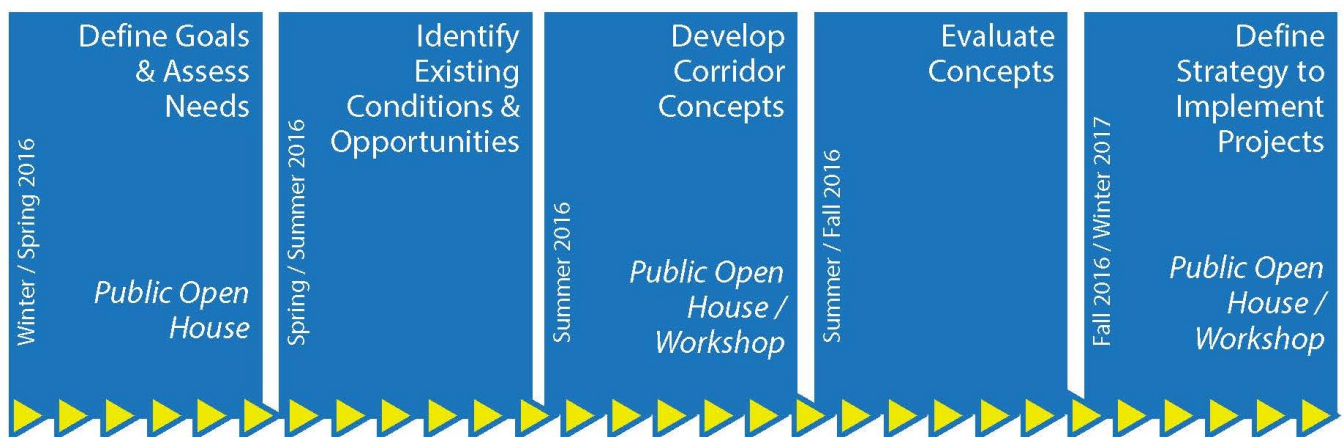 Define Goals
& Assess
Needs
Winter / Spring 2016
Public Open
House
Identify
Existing
Conditions &
Opportunities
Spring / Summer 2016
Develop
Corridor
Concepts
Summer 2016
Public Open
House /
Workshop
Evaluate
Concepts
Summer / Fall 2016
Define
Strategy to
Implement
Projects
Fall 2016 / Winter 2017
Public Open
House /
Workshop